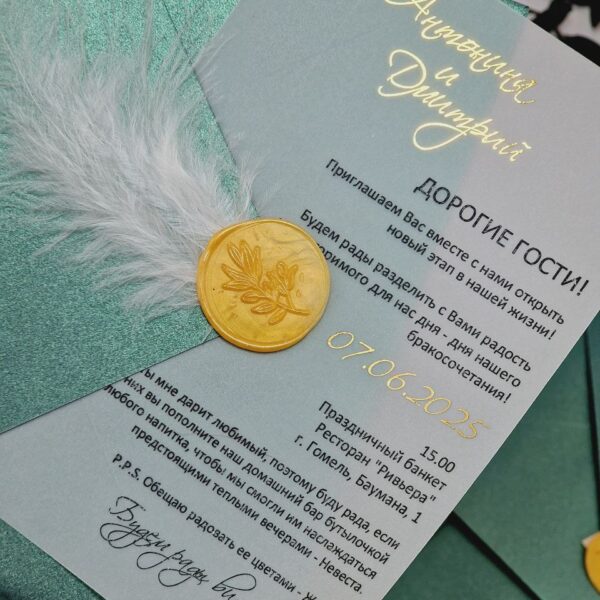 Антонина
и
Дмитрий
ДОРОГИЕ ГОСТИ!
Приглашаем Вас вместе с нами открыть
новый этап в нашей жизни!
Будем рады разделить с Вами радость
для нас дня - дня нашего
бракосочетания!
07.06.2025
15.00
Праздничный банкет
Ресторан "Ривьера"
г. Гомель, Баумана, 1
мне дарит любимый, поэтому буду рада, если
вы пополните наш домашний бар бутылочкой
любого напитка, чтобы мы смогли им наслаждаться
предстоящими теплыми вечерами - Невеста.
P.P.S. Обещаю радовать ее цветами -
Будем рады